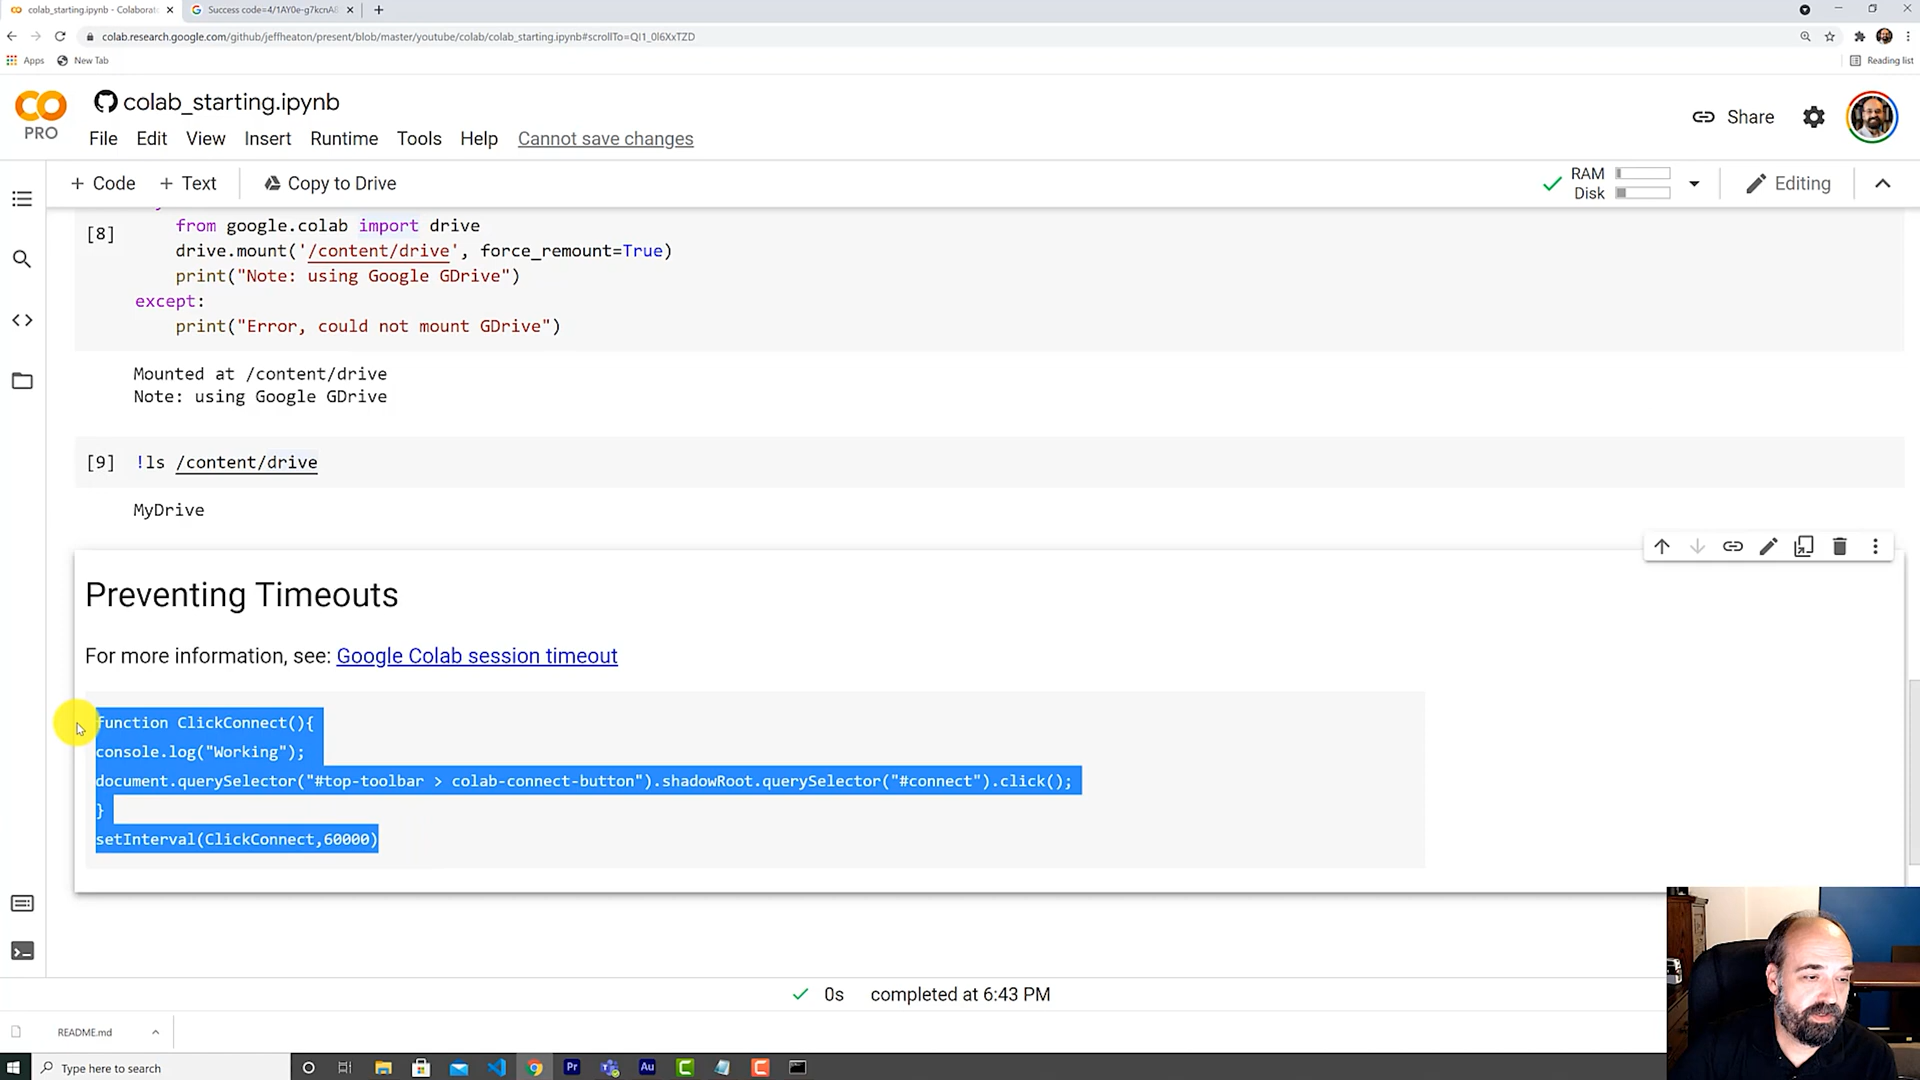 colab_starting.ipynb - Colaborat
Success code=4/1AY0e-g7kcnA8
colab.research.google.com/github/jeffheaton/present/blob/master/youtube/colab/colab_starting.ipynb#scrollTo=QI1_0l6XxTZD
Apps New Tab Reading list
colab_starting.ipynb
PRO
File Edit View Insert Runtime Tools Help Cannot save changes
Share
+ Code + Text Copy to Drive
RAM
Disk
Editing
[8] from google.colab import drive
drive.mount('/content/drive', force_remount=True)
print("Note: using Google GDrive")
except:
print("Error, could not mount GDrive")
Mounted at /content/drive
Note: using Google GDrive
[9] !ls /content/drive
MyDrive
Preventing Timeouts
For more information, see: Google Colab session timeout
function ClickConnect(){
console.log("Working");
document.querySelector("#top-toolbar > colab-connect-button").shadowRoot.querySelector("#connect").click();
}
setInterval(ClickConnect,60000)
0s completed at 6:43 PM
README.md
Type here to search
Pr
Au
C
C